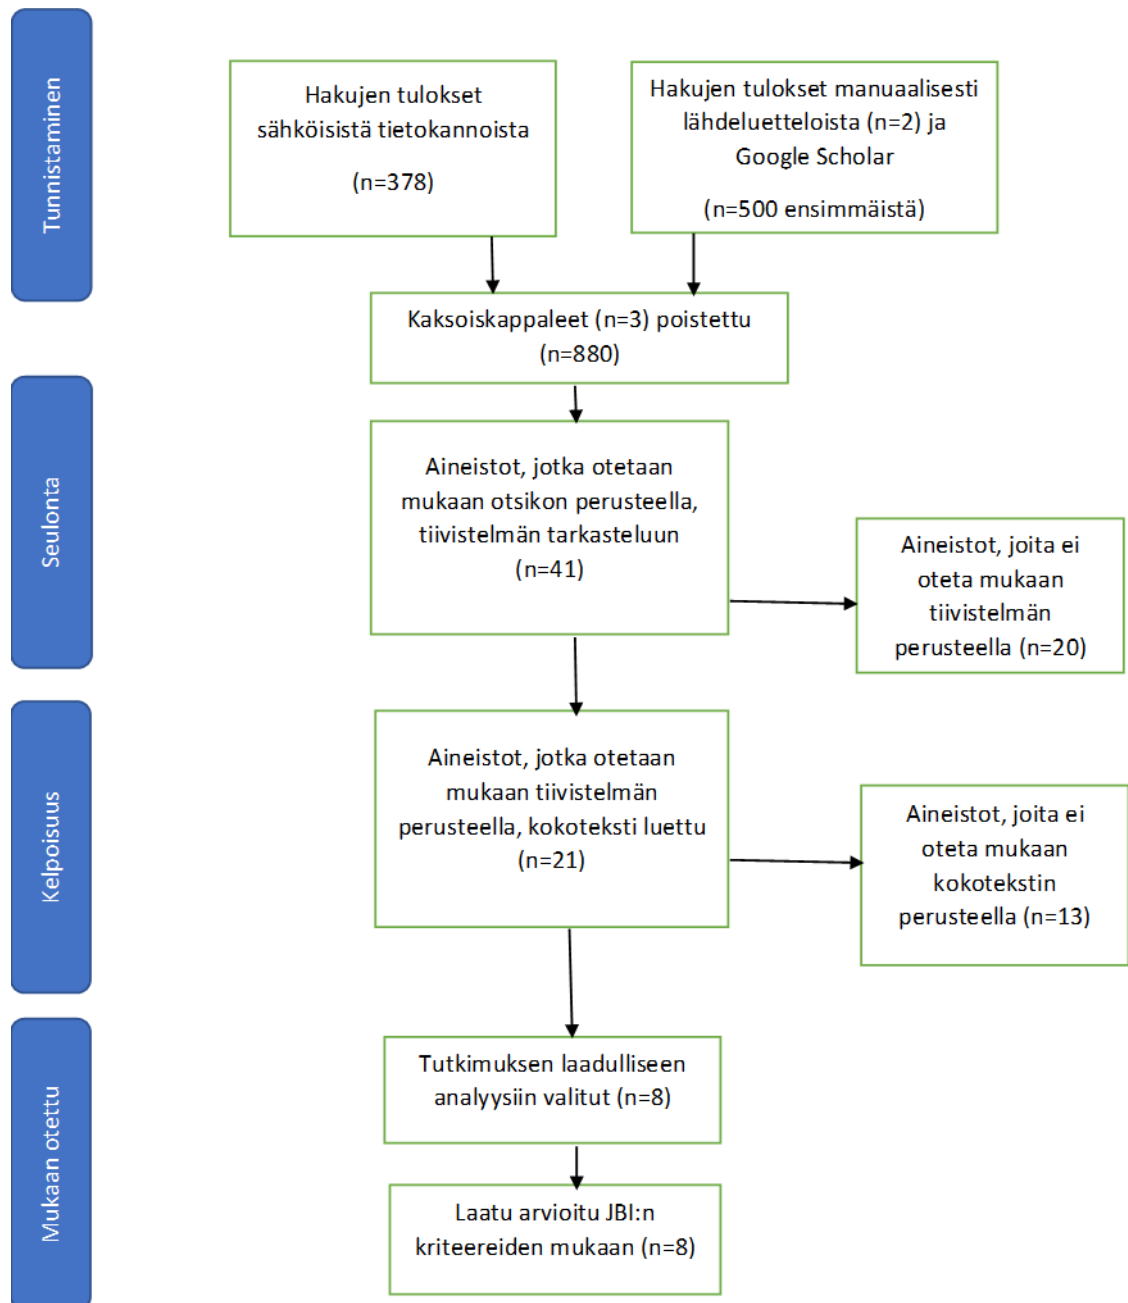 Tunnistaminen
Hakujen tulokset
sähköisistä tietokannoista
(n=378)
Hakujen tulokset manuaalisesti
lähdeluetteloista (n=2) ja
Google Scholar
(n=500 ensimmäistä)
Kaksoiskappaleet (n=3) poistettu
(n=880)
Seulonta
Aineistot, jotka otetaan
mukaan otsikon perusteella,
tiivistelmän tarkasteluun
(n=41)
Aineistot, joita ei
oteta mukaan
tiivistelmän
perusteella (n=20)
Kelpoisuus
Aineistot, jotka otetaan
mukaan tiivistelmän
perusteella, kokoteksti luettu
(n=21)
Aineistot, joita ei
oteta mukaan
kokotekstin
perusteella (n=13)
Mukaan otettu
Tutkimuksen laadulliseen
analyysiin valitut (n=8)
Laatu arvioitu JBI:n
kriteereiden mukaan (n=8)